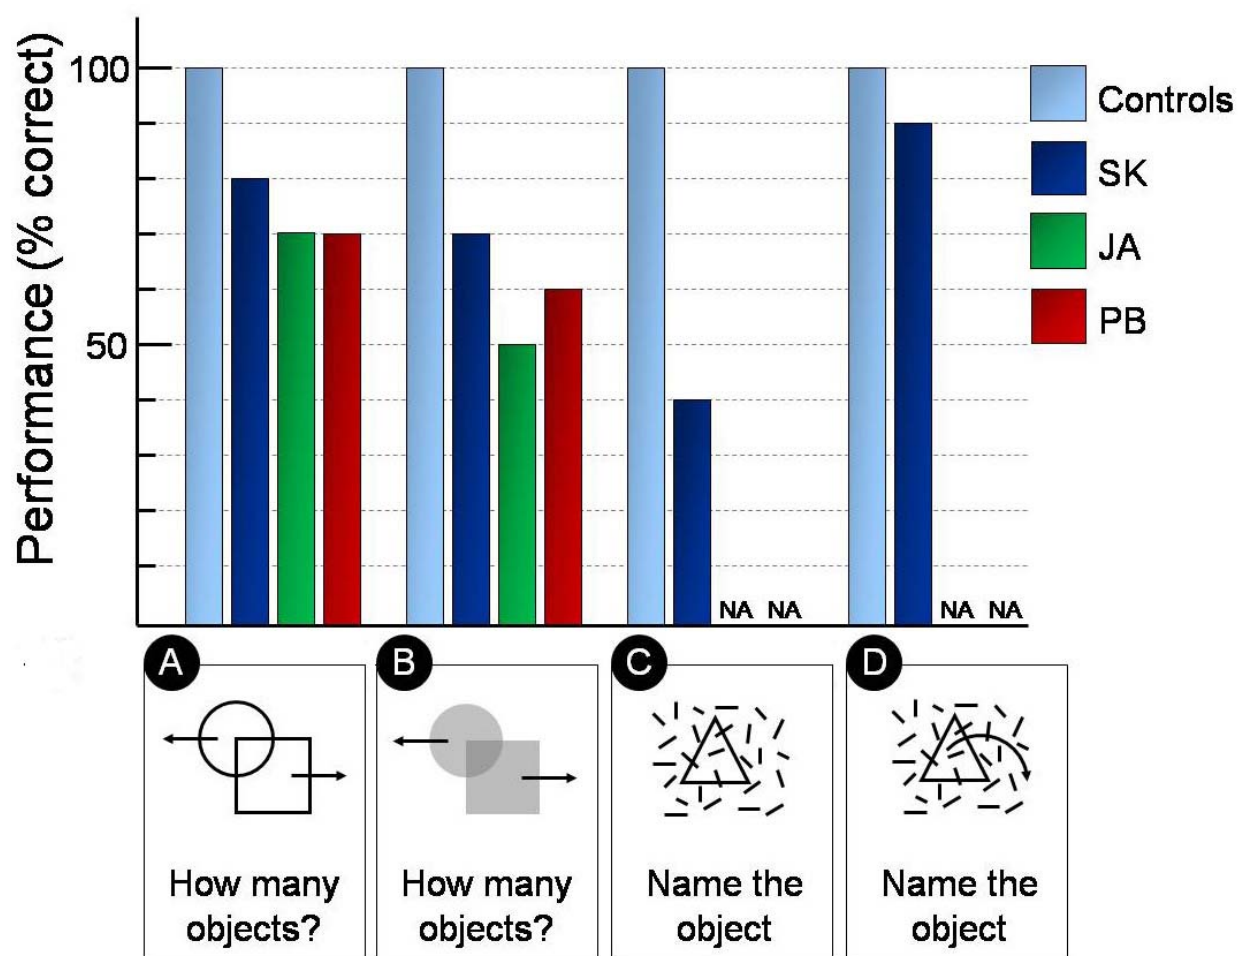 Performance (% correct)
100
50
Controls
SK
JA
PB
NA NA
NA NA
A
B
C
D
How many
objects?
How many
objects?
Name the
object
Name the
object